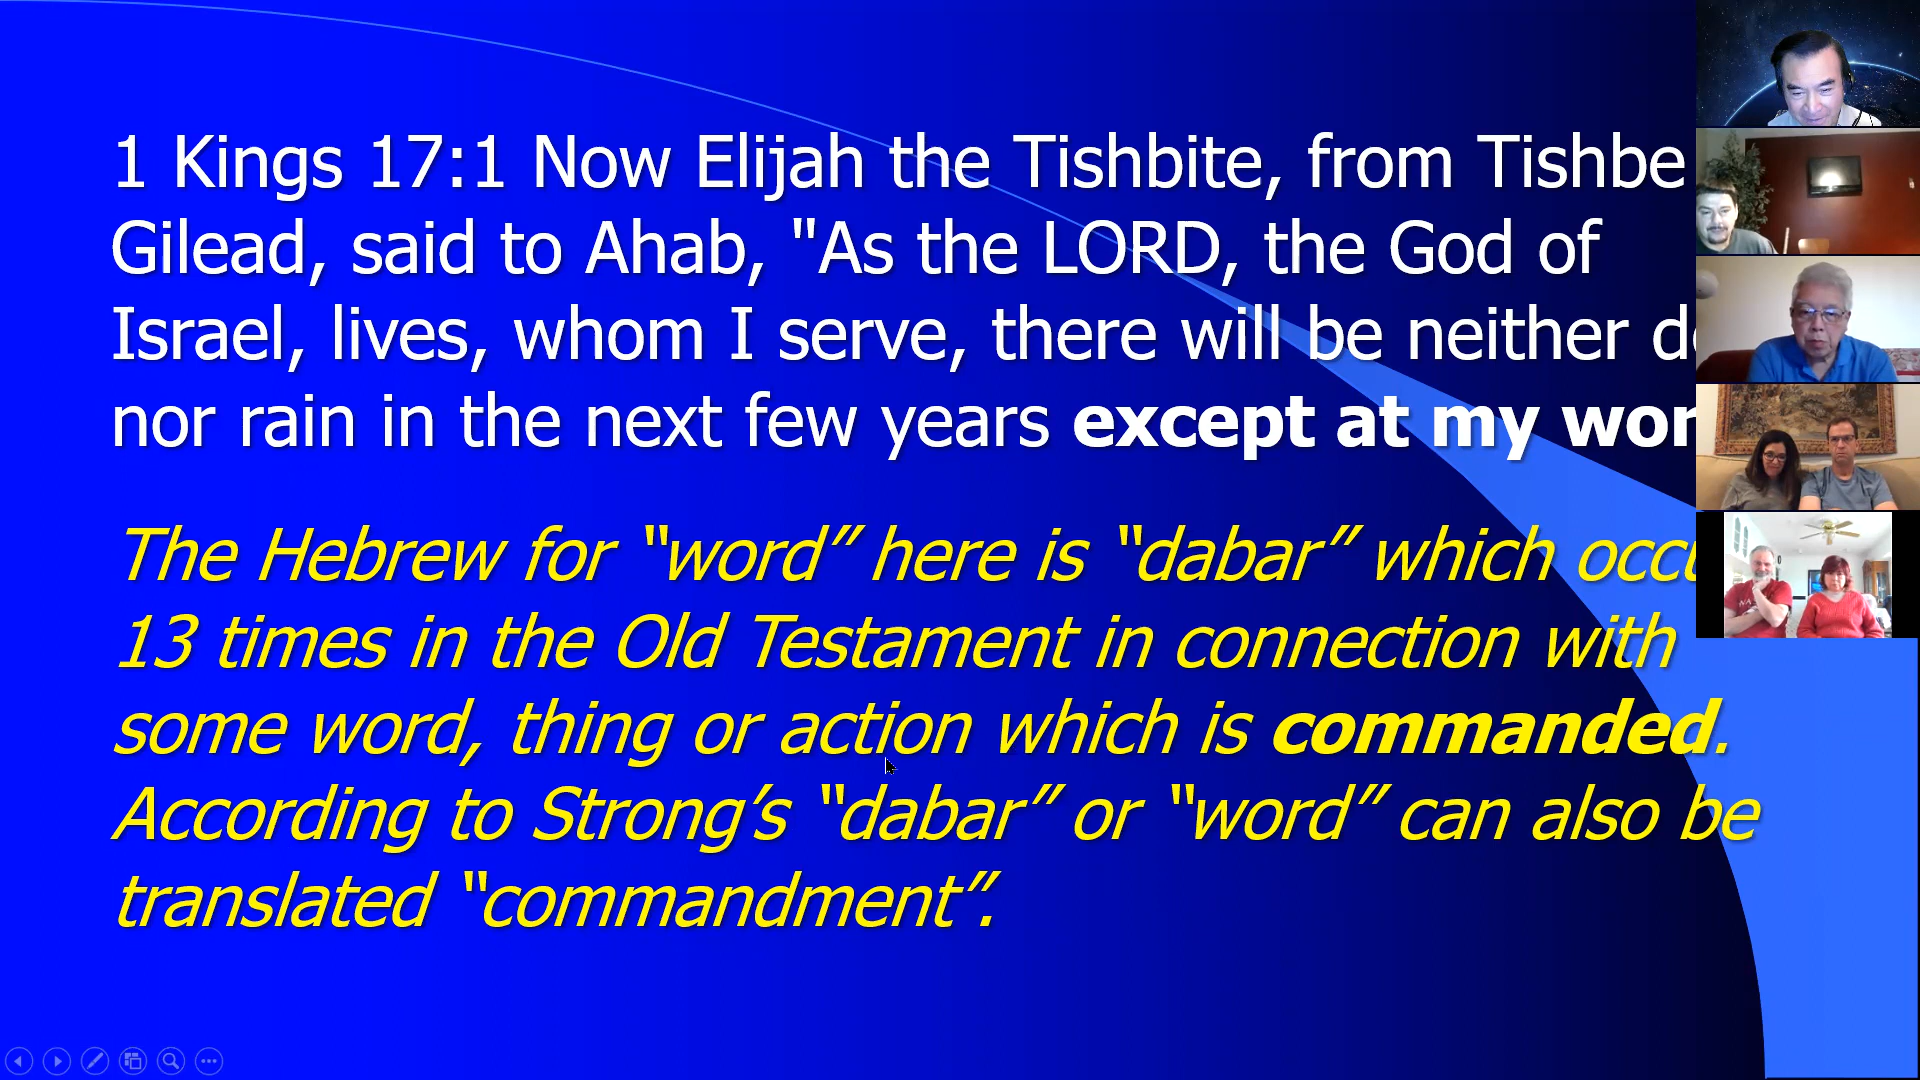 1 Kings 17:1 Now Elijah the Tishbite, from Tishbe
Gilead, said to Ahab, "As the LORD, the God of
Israel, lives, whom I serve, there will be neither
nor rain in the next few years except at my
The Hebrew for “word” here is “dabar” which
13 times in the Old Testament in connection with
some word, thing or action which is commanded.
According to Strong’s “dabar” or “word” can also be
translated “commandment”.